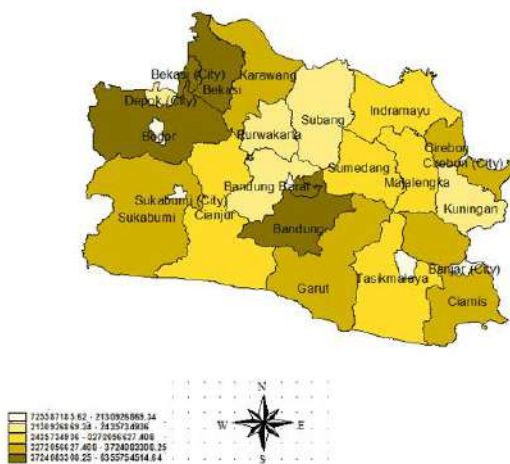 Bekasi (City)
Karawang
Bekasi
Depok (City)
Bogor
Purwakarta
Subang
Indramayu
Cirebon
Cirebon (City)
Sumedang
Majalengka
Bandung Barat
Kuningan
Sukabumi (City)
Sukabumi
Cianjur
Bandung
Banjar (City)
Garut
Tasikmalaya
Ciamis
N
W
E
S